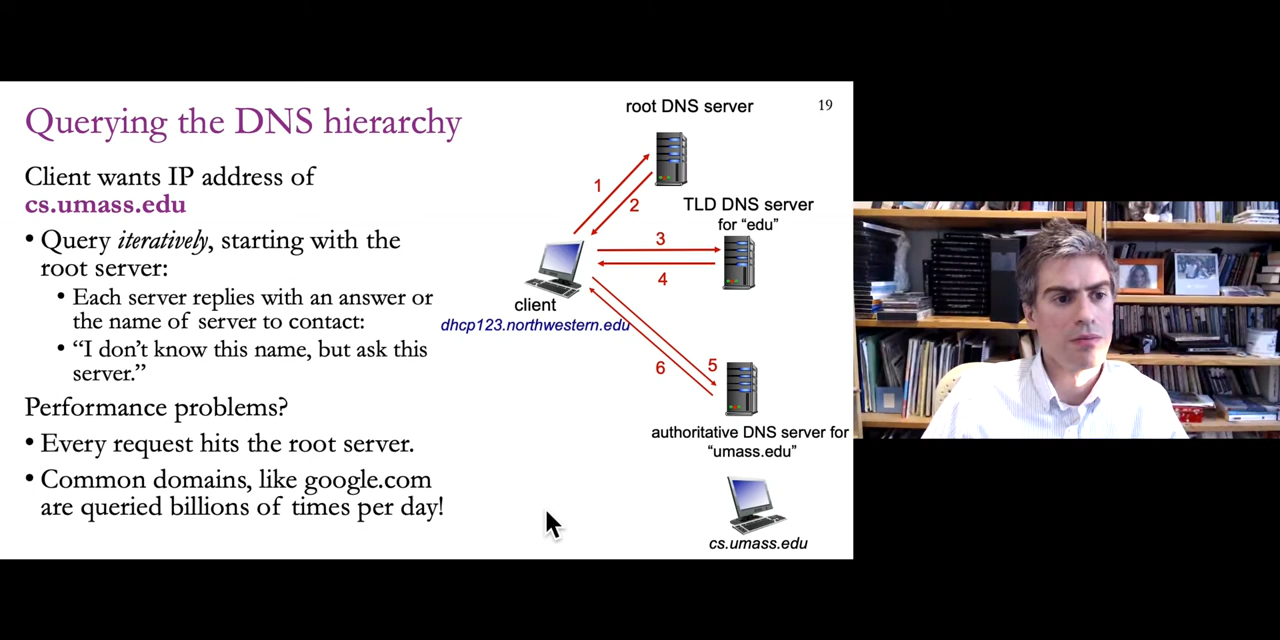 Querying the DNS hierarchy
19
Client wants IP address of
cs.umass.edu
• Query iteratively, starting with the
root server:
• Each server replies with an answer or
the name of server to contact:
• “I don’t know this name, but ask this
server.”
Performance problems?
• Every request hits the root server.
• Common domains, like google.com
are queried billions of times per day!
root DNS server
1
2
TLD DNS server
for “edu”
3
4
client
dhcp123.northwestern.edu
5
6
authoritative DNS server for
“umass.edu”
cs.umass.edu